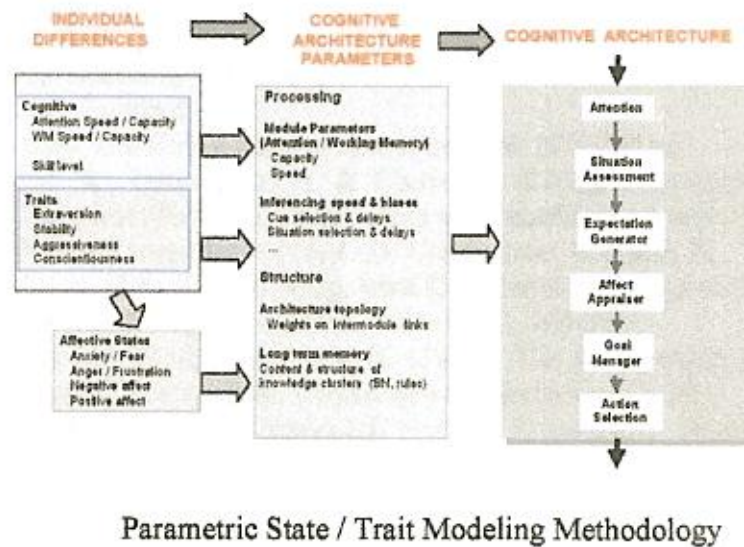 INDIVIDUAL
DIFFERENCES
COGNITIVE
ARCHITECTURE
PARAMETERS
COGNITIVE ARCHITECTURE
Cognitive
Attention Speed / Capacity
WM Speed / Capacity
Skill level
Traits
Extraversion
Stability
Aggressiveness
Conscientiousness
Affective States
Anxiety / Fear
Anger / Frustration
Negative affect
Positive affect
Processing
Module Parameters
(Attention / Working Memory)
Capacity
Speed
Inferencing speed & biases
Cue selection & delays
Situation selection & delays
...
Structure
Architecture topology
Weights on intermodule links
Long term memory
Content & structure of
knowledge clusters (BN, rules)
Attention
Situation
Assessment
Expectation
Generator
Affect
Appraiser
Goal
Manager
Action
Selection
Parametric State / Trait Modeling Methodology